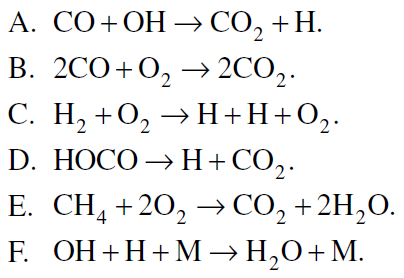 A. CO + OH → CO₂ + H.
B. 2CO + O₂ → 2CO₂.
C. H₂ + O₂ → H + H + O₂.
D. HOCO → H + CO₂.
E. CH₄ + 2O₂ → CO₂ + 2H₂O.
F. OH + H + M → H₂O + M.